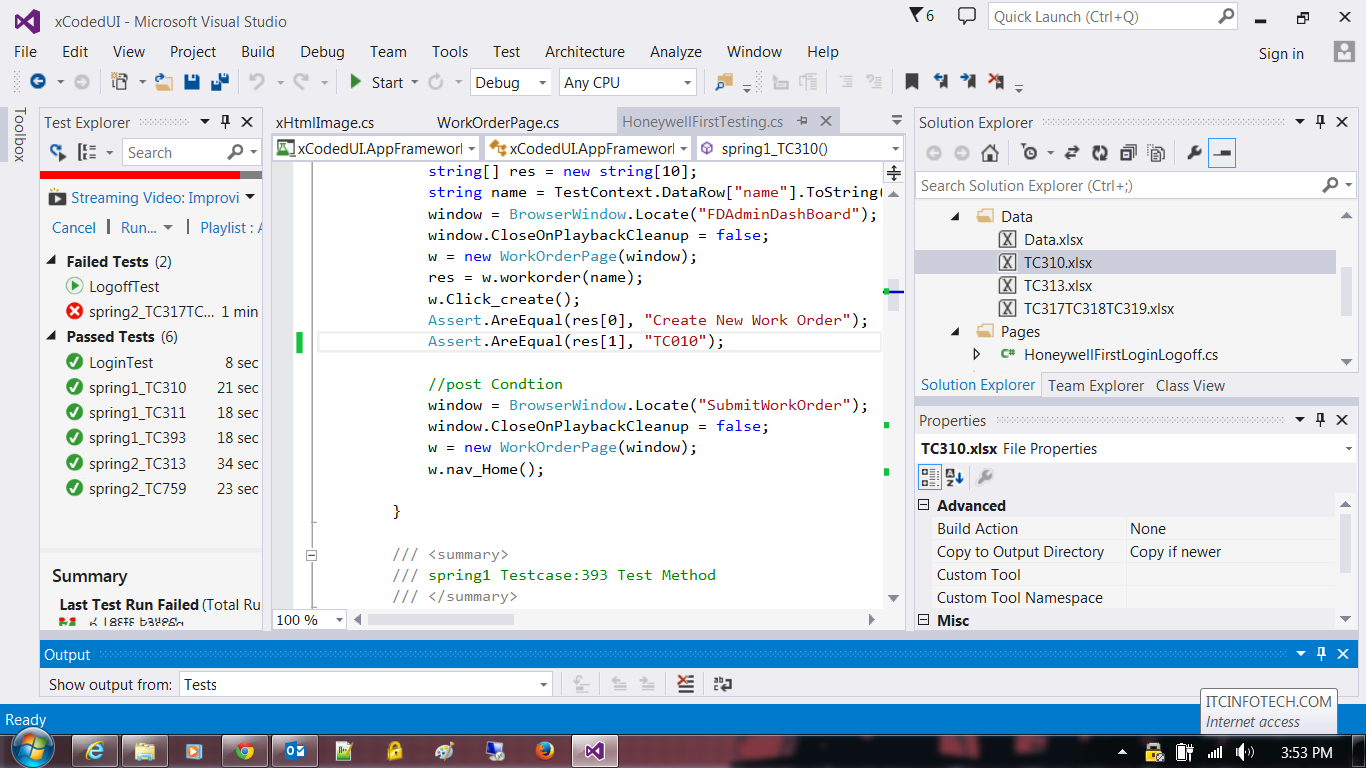 xCodedUI - Microsoft Visual Studio
6
Quick Launch (Ctrl+Q)
File Edit View Project Build Debug Team Tools Test Architecture Analyze Window Help
Sign in
Start Debug Any CPU
Toolbox
Test Explorer
Search
Streaming Video: Improvi
Cancel Run... Playlist : A
Failed Tests (2)
LogoffTest
spring2_TC317TC... 1 min
Passed Tests (6)
LoginTest 8 sec
spring1_TC310 21 sec
spring1_TC311 18 sec
spring1_TC393 18 sec
spring2_TC313 34 sec
spring2_TC759 23 sec
Summary
Last Test Run Failed (Total Ru
xHtmlImage.cs WorkOrderPage.cs HoneywellFirstTesting.cs
xCodedUI.AppFramework xCodedUI.AppFramework spring1_TC310()
string[] res = new string[10];
string name = TestContext.DataRow["name"].ToString(
window = BrowserWindow.Locate("FDAdminDashBoard");
window.CloseOnPlaybackCleanup = false;
w = new WorkOrderPage(window);
res = w.workorder(name);
w.Click_create();
Assert.AreEqual(res[0], "Create New Work Order");
Assert.AreEqual(res[1], "TC010");
//post Condtion
window = BrowserWindow.Locate("SubmitWorkOrder");
window.CloseOnPlaybackCleanup = false;
w = new WorkOrderPage(window);
w.nav_Home();
}
/// <summary>
/// spring1 Testcase:393 Test Method
/// </summary>
100 %
Solution Explorer
Search Solution Explorer (Ctrl+;)
Data
Data.xlsx
TC310.xlsx
TC313.xlsx
TC317TC318TC319.xlsx
Pages
C# HoneywellFirstLoginLogoff.cs
Solution Explorer Team Explorer Class View
Properties
TC310.xlsx File Properties
Advanced
Build Action None
Copy to Output Directory Copy if newer
Custom Tool
Custom Tool Namespace
Misc
Output
Show output from: Tests
Ready
ITCINFOTECH.COM
Internet access
3:53 PM